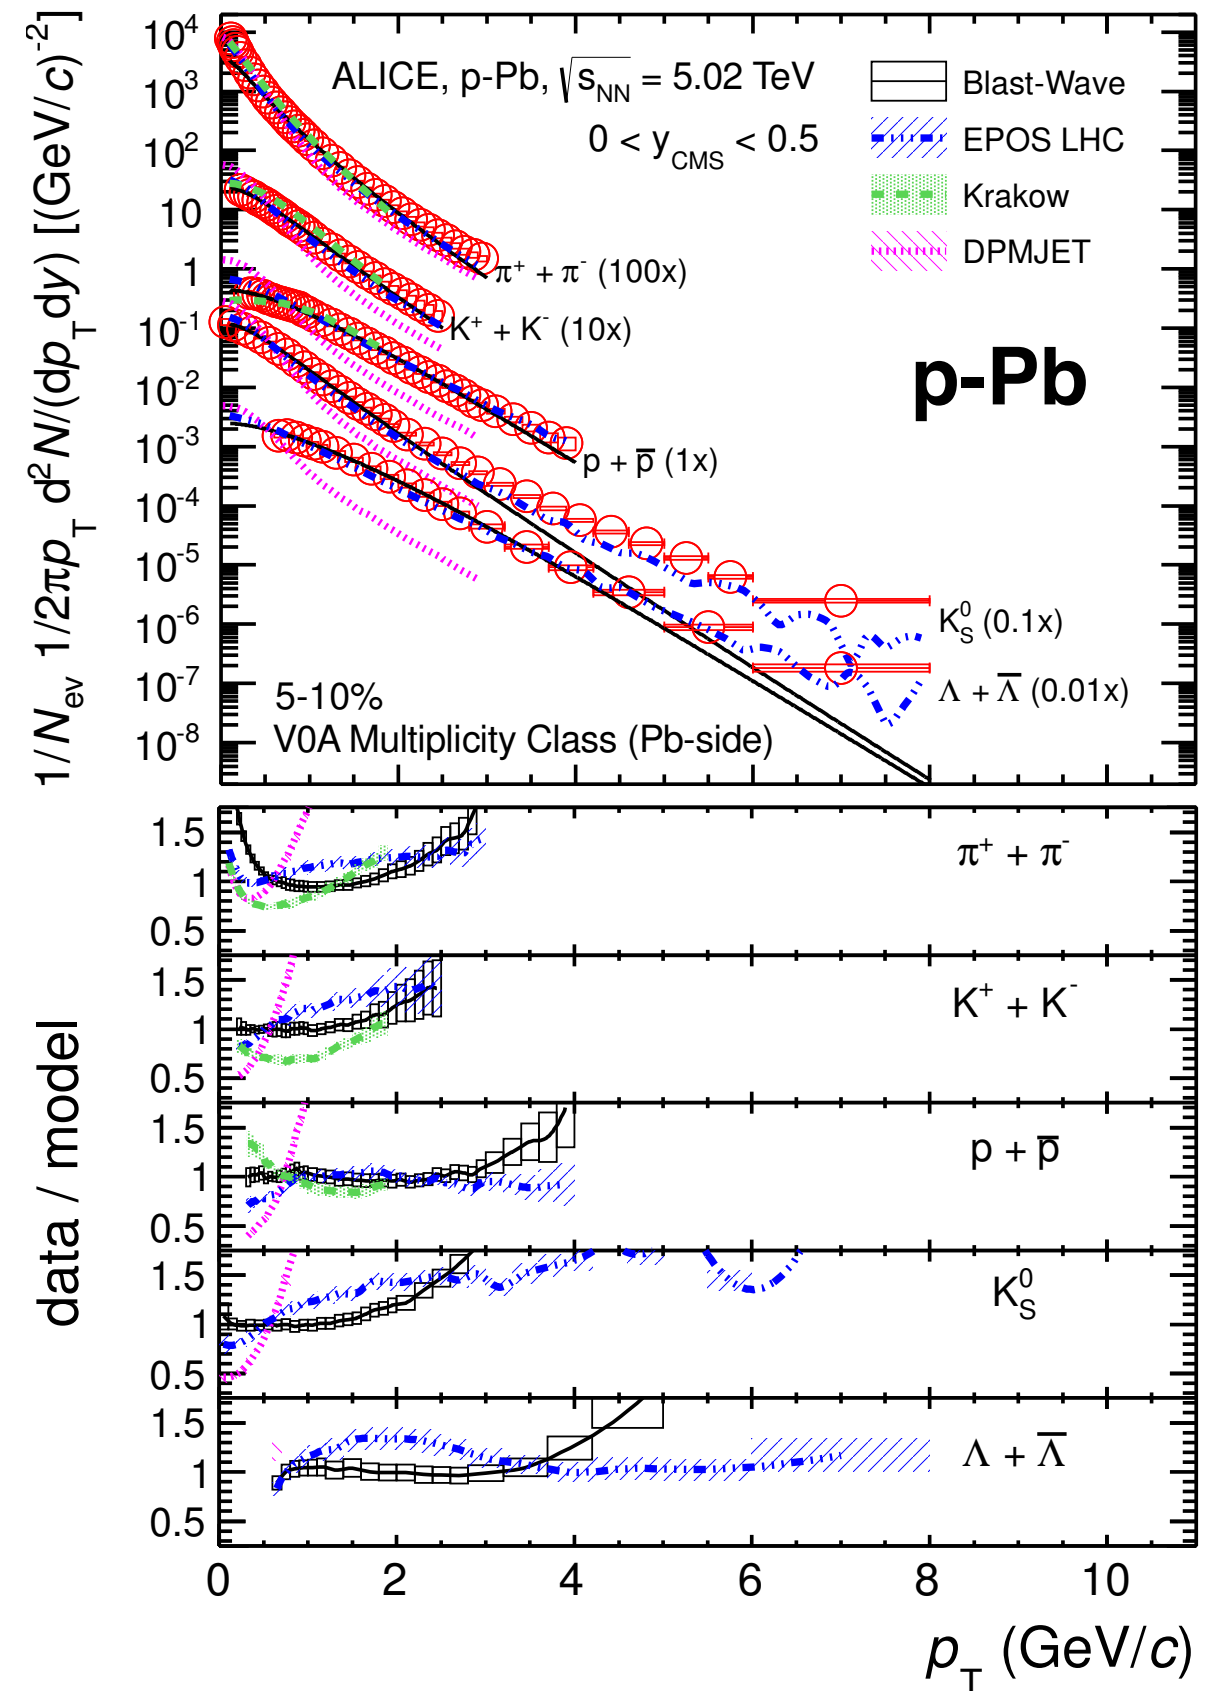 ALICE, p-Pb, √s_NN = 5.02 TeV
0 < y_CMS < 0.5
Blast-Wave
EPOS LHC
Krakow
DPMJET
p-Pb
π⁺ + π⁻ (100x)
K⁺ + K⁻ (10x)
p + p̅ (1x)
K⁰_S (0.1x)
Λ + Λ̅ (0.01x)
5-10%
V0A Multiplicity Class (Pb-side)
1/N_ev 1/2πp_T d²N/(dp_Tdy) [(GeV/c)⁻²]
10⁴
10³
10²
10
1
10⁻¹
10⁻²
10⁻³
10⁻⁴
10⁻⁵
10⁻⁶
10⁻⁷
10⁻⁸
data / model
1.5
1
0.5
π⁺ + π⁻
1.5
1
0.5
K⁺ + K⁻
1.5
1
0.5
p + p̅
1.5
1
0.5
K⁰_S
1.5
1
0.5
Λ + Λ̅
0 2 4 6 8 10
p_T (GeV/c)